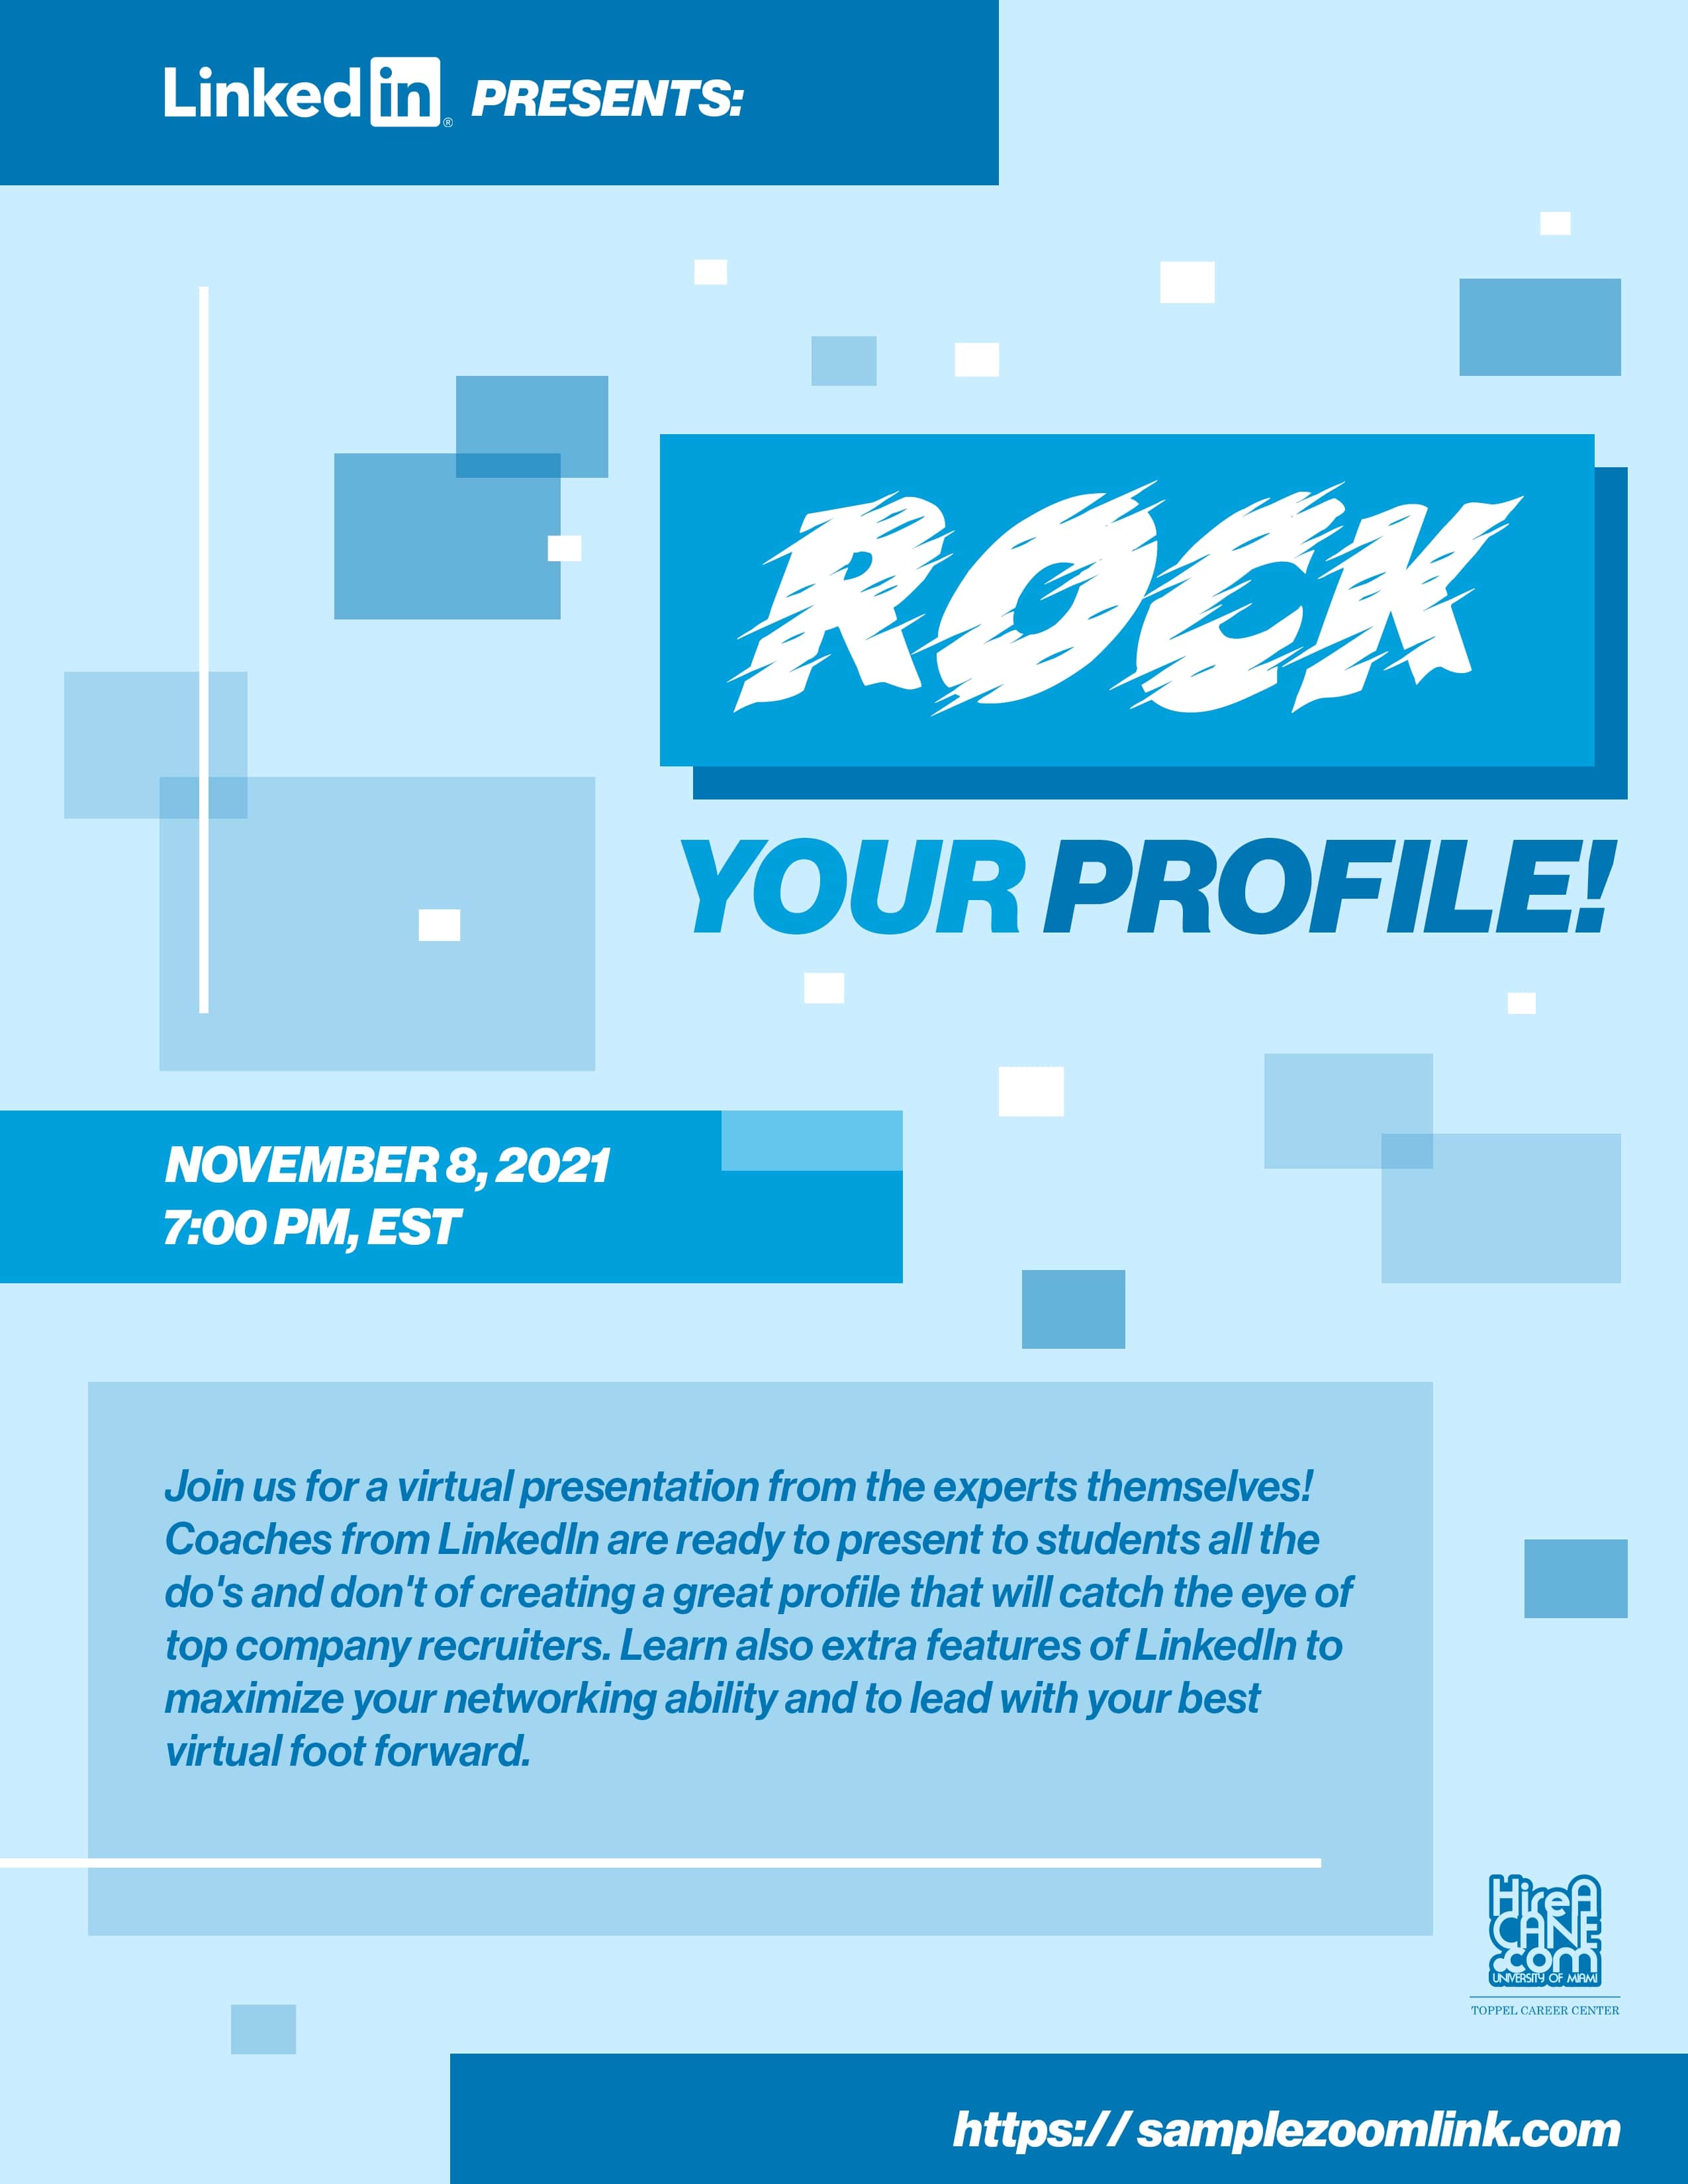 Linked in® PRESENTS:
ROCK
YOUR PROFILE!
NOVEMBER 8, 2021
7:00 PM, EST
Join us for a virtual presentation from the experts themselves!
Coaches from LinkedIn are ready to present to students all the
do's and don't of creating a great profile that will catch the eye of
top company recruiters. Learn also extra features of LinkedIn to
maximize your networking ability and to lead with your best
virtual foot forward.
HireA
CANE
.com
UNIVERSITY OF MIAMI
TOPPEL CAREER CENTER
https:// samplezoomlink.com